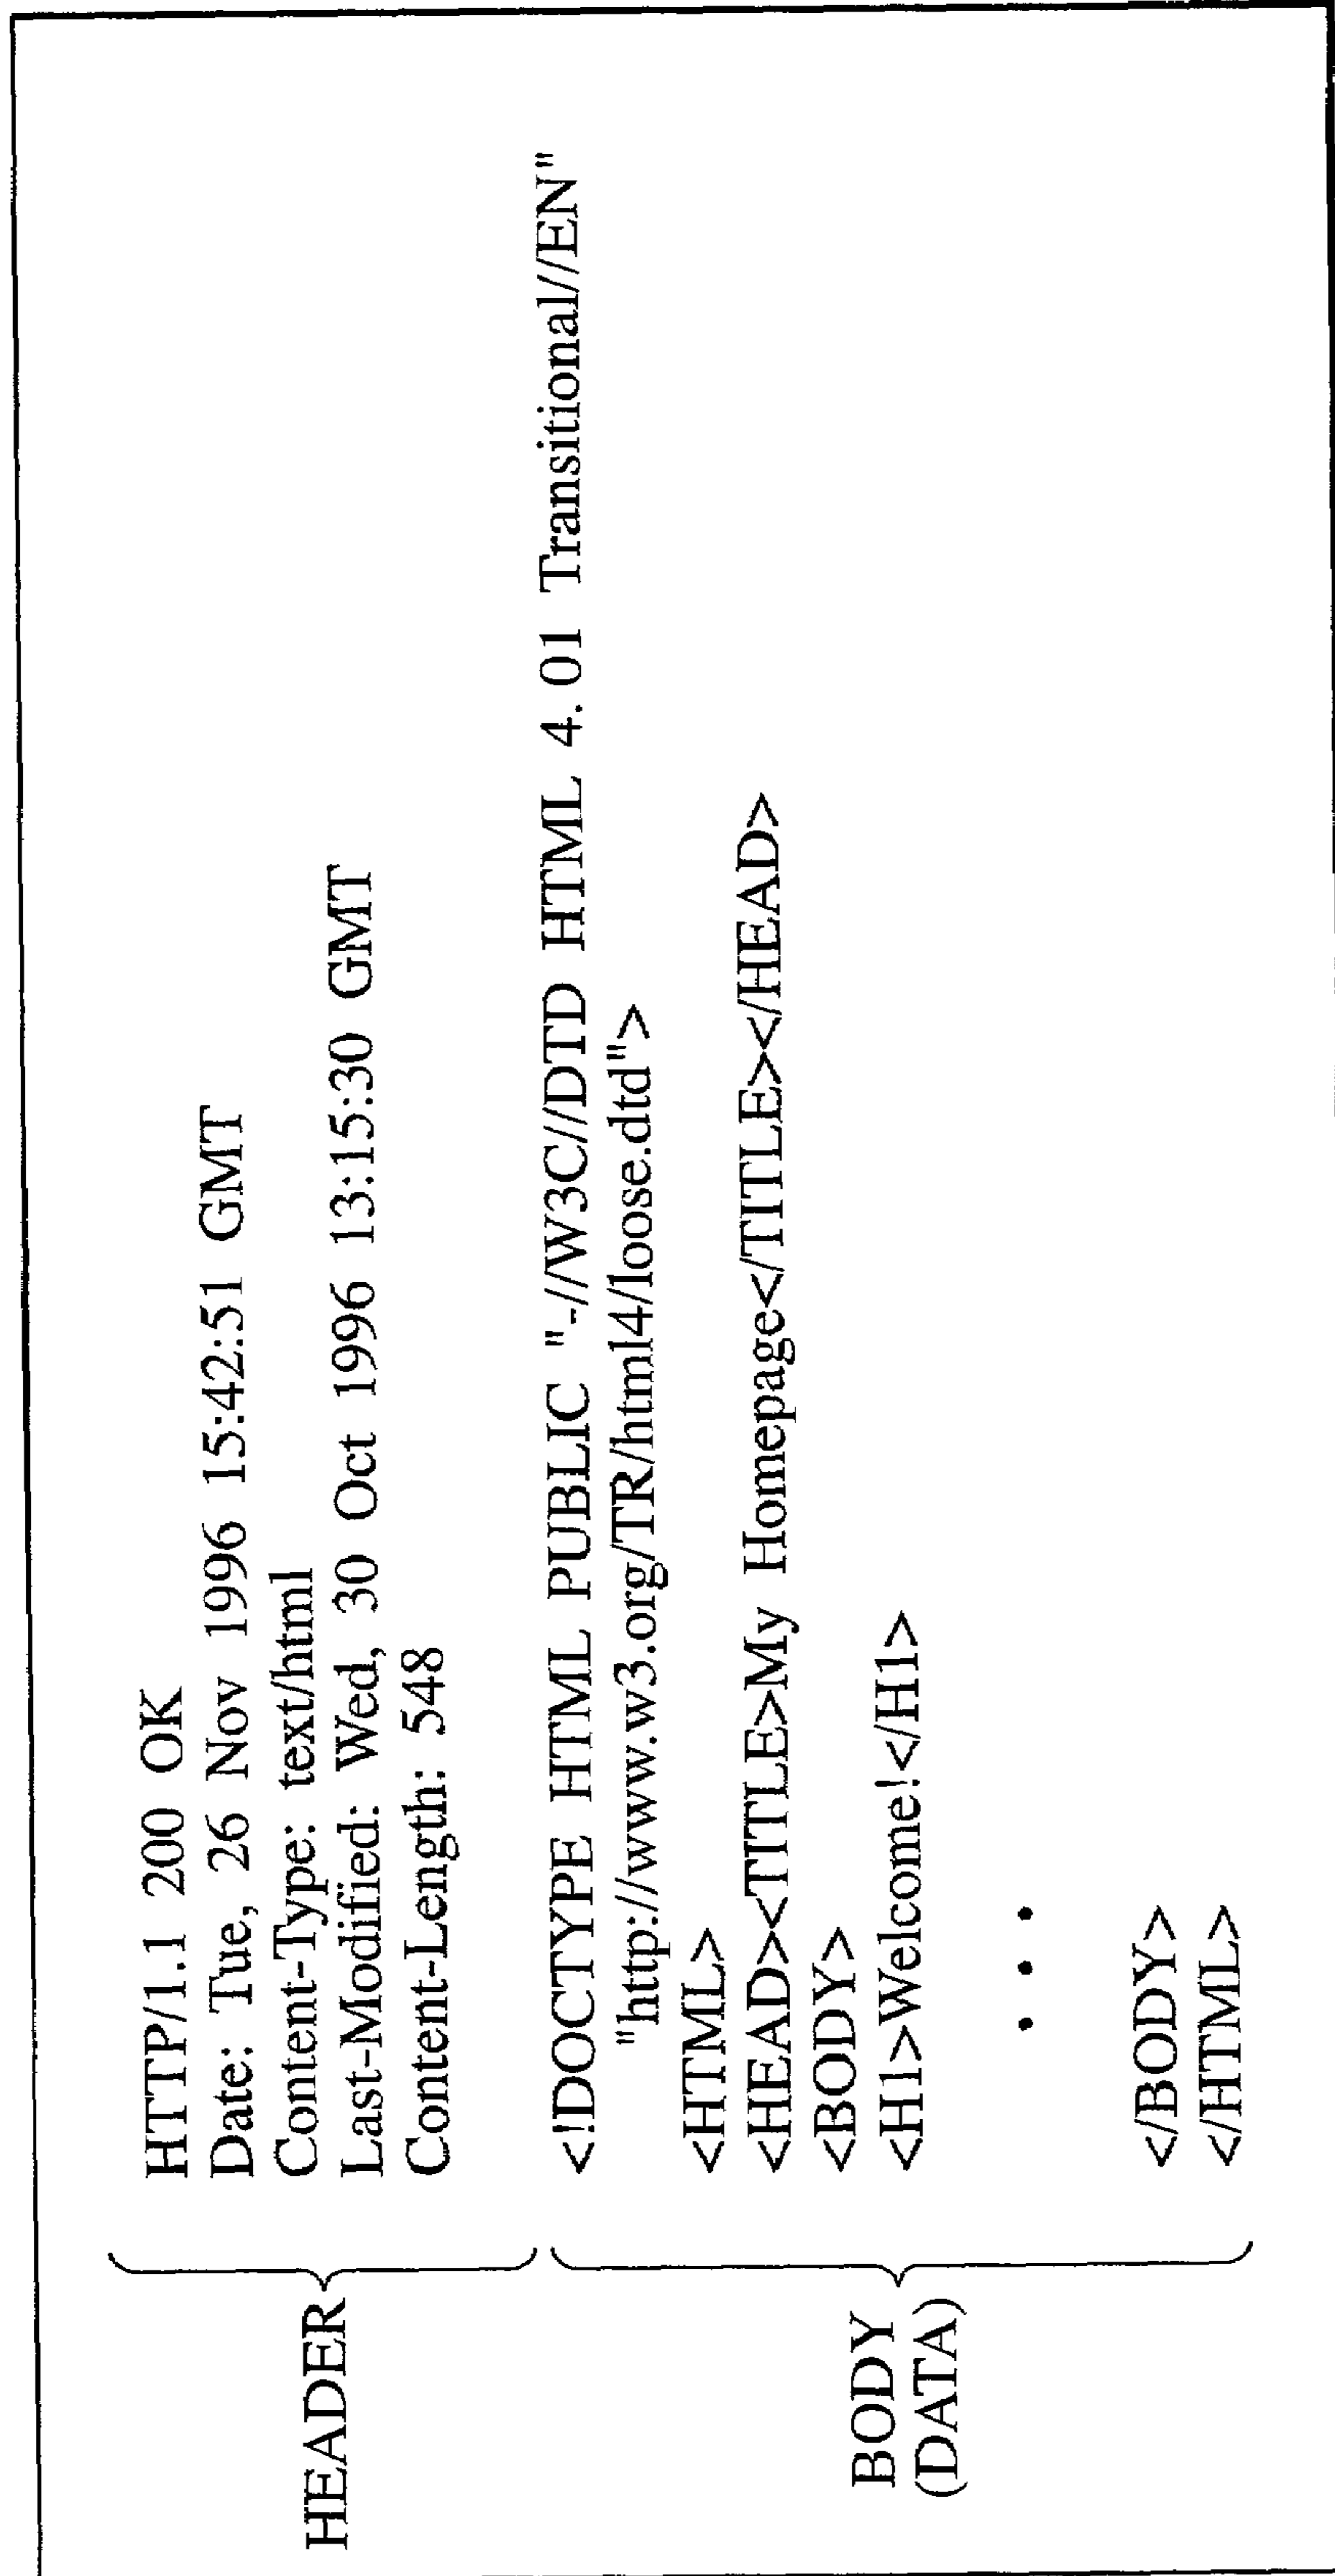 HEADER
HTTP/1.1 200 OK
Date: Tue, 26 Nov 1996 15:42:51 GMT
Content-Type: text/html
Last-Modified: Wed, 30 Oct 1996 13:15:30 GMT
Content-Length: 548
BODY
(DATA)
<!DOCTYPE HTML PUBLIC "-//W3C//DTD HTML 4. 01 Transitional//EN"
"http://www.w3.org/TR/html4/loose.dtd">
<HTML>
<HEAD><TITLE>My Homepage</TITLE></HEAD>
<BODY>
<H1>Welcome!</H1>
• • •
</BODY>
</HTML>